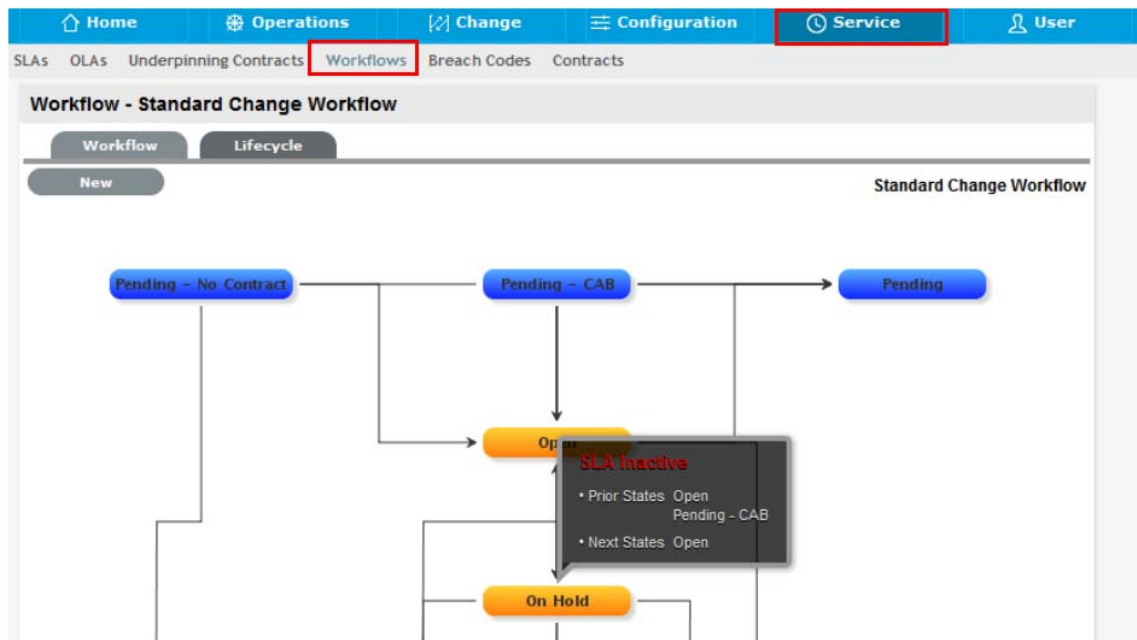 Home Operations Change Configuration Service User
SLAs OLAs Underpinning Contracts Workflows Breach Codes Contracts
Workflow - Standard Change Workflow
Workflow Lifecycle
New
Standard Change Workflow
Pending - No Contract Pending - CAB Pending
Open
SLA Inactive
• Prior States Open
Pending - CAB
• Next States Open
On Hold